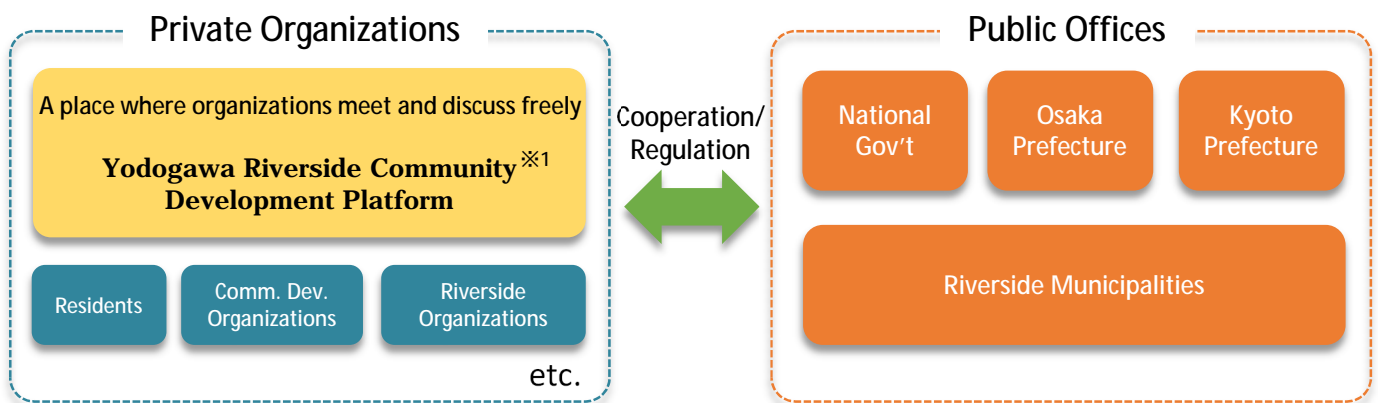 Private Organizations
A place where organizations meet and discuss freely
Yodogawa Riverside Community※1
Development Platform
Residents
Comm. Dev.
Organizations
Riverside
Organizations
etc.
Cooperation/
Regulation
Public Offices
National
Gov't
Osaka
Prefecture
Kyoto
Prefecture
Riverside Municipalities